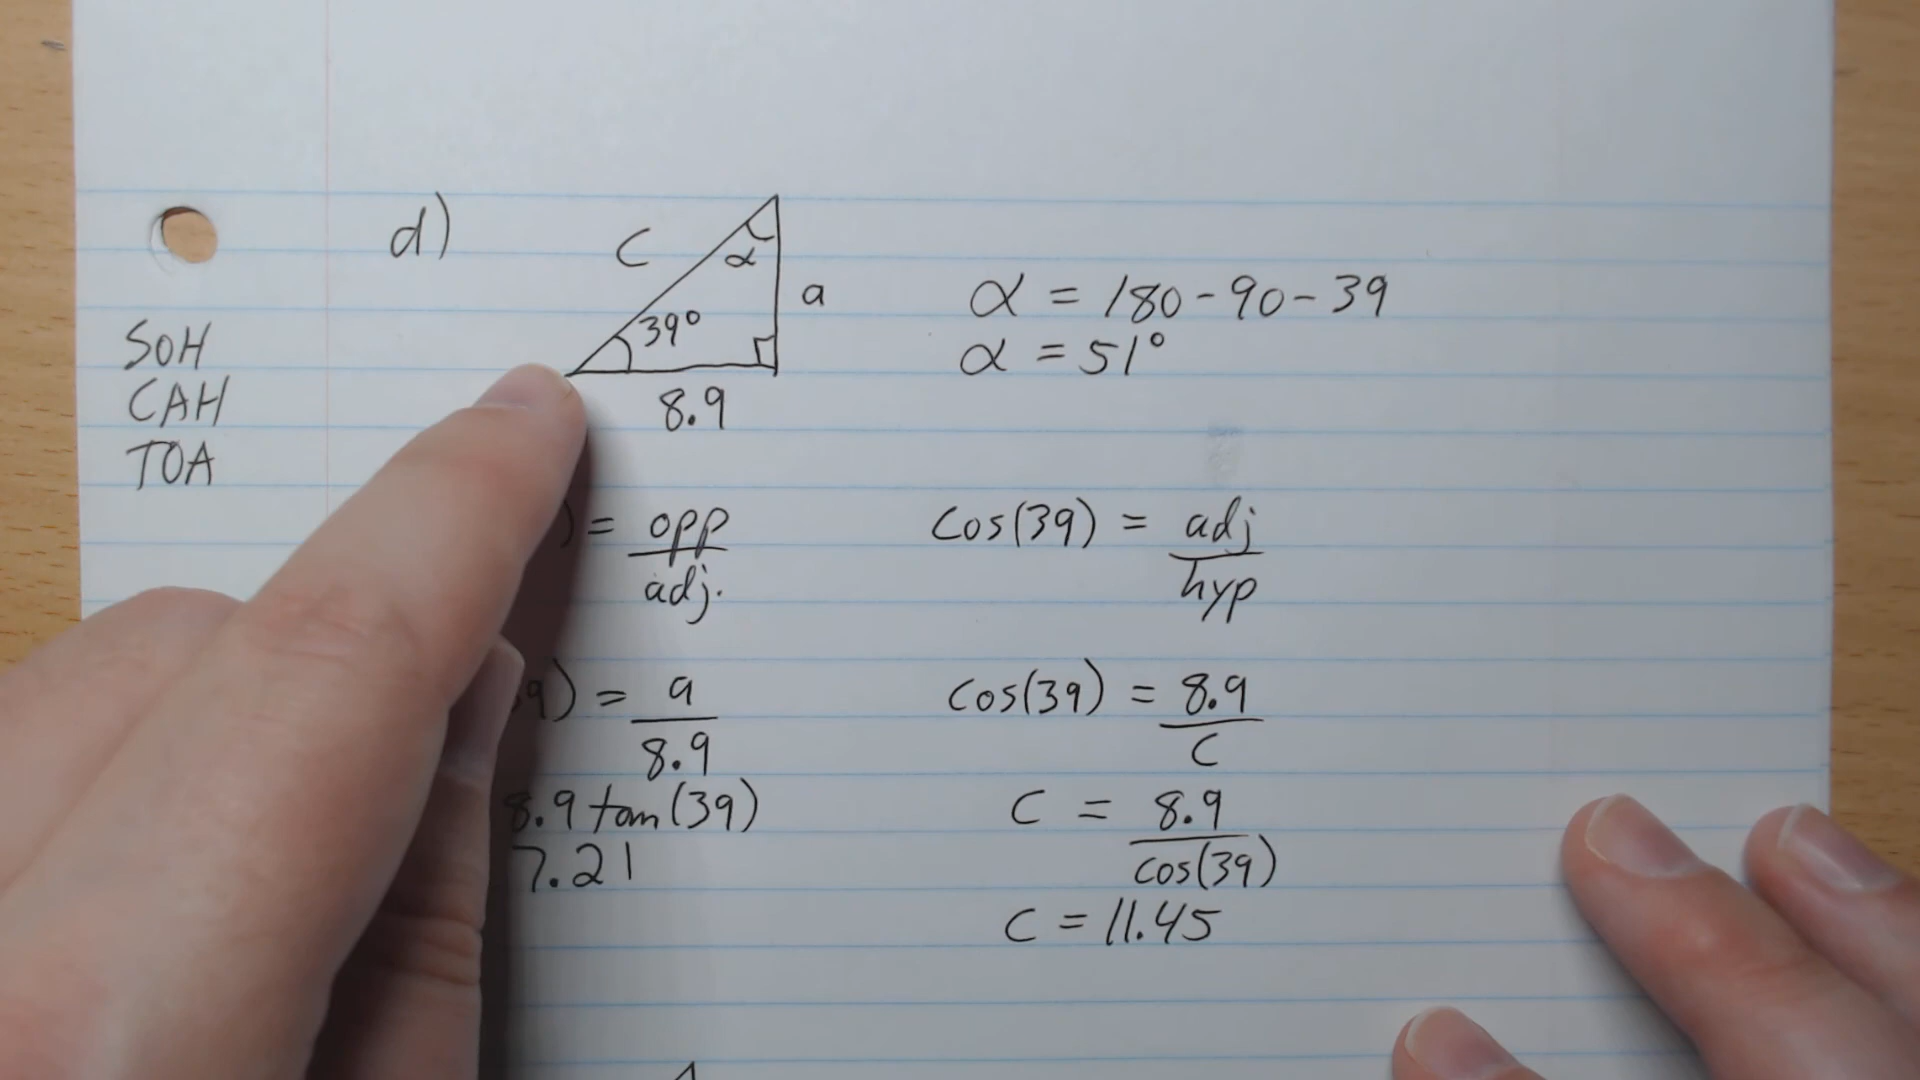 d)
C
α
a
39°
8.9
α = 180 - 90 - 39
α = 51°
SOH
CAH
TOA
) = opp
adj.
9) = a
8.9
8.9 tan(39)
7.21
Cos(39) = adj
hyp
Cos(39) = 8.9
C
C = 8.9
cos(39)
C = 11.45